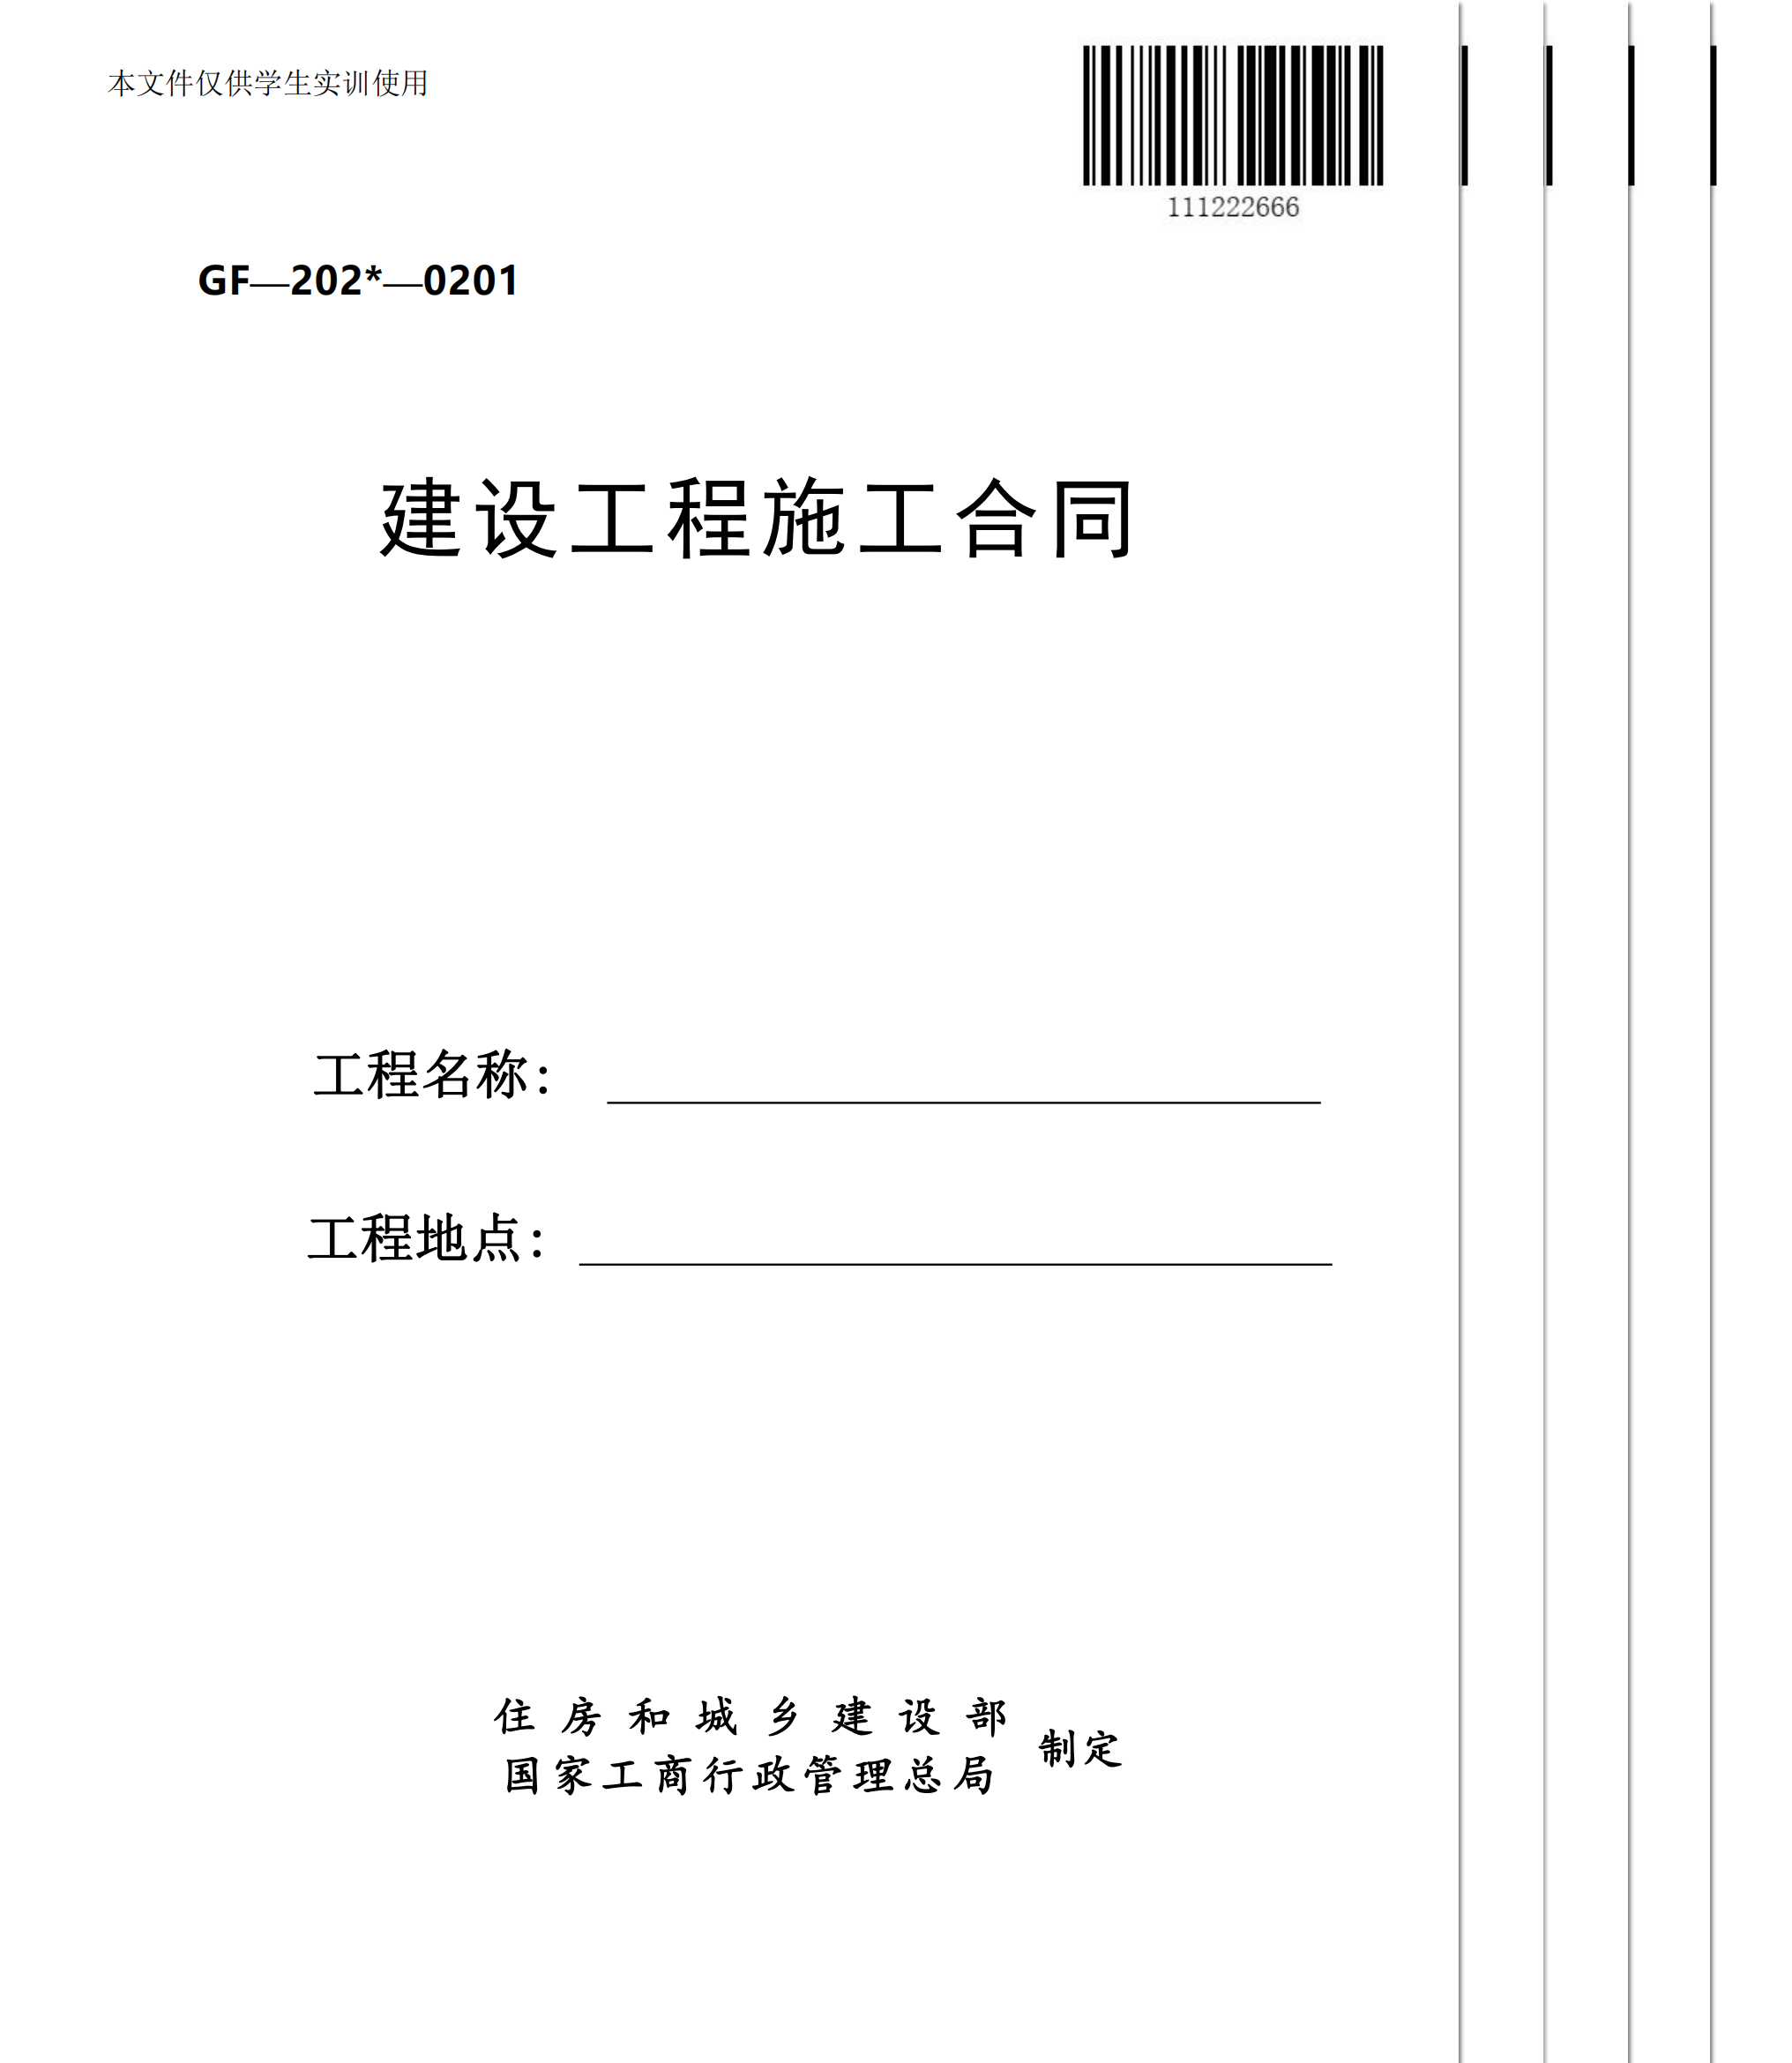 本文件仅供学生实训使用
111222666
GF—202*—0201
建设工程施工合同
工程名称：
工程地点：
住房和城乡建设部
国家工商行政管理总局
制定